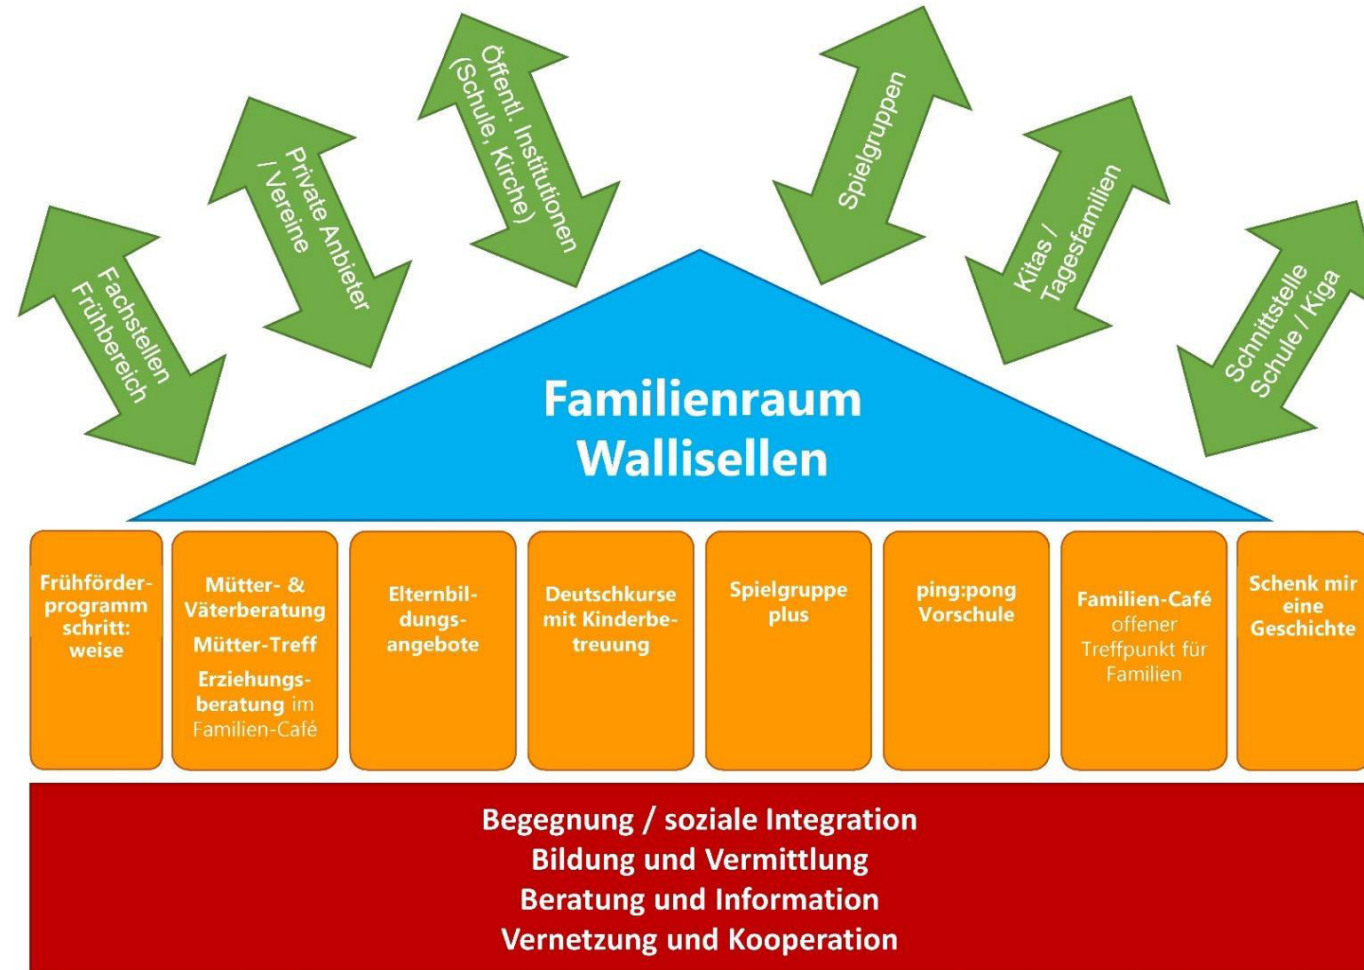 Fachstellen
Frühbereich
Private Anbieter
/ Vereine
Öffentl. Institutionen
(Schule, Kirche)
Spielgruppen
Kitas /
Tagesfamilien
Schnittstelle
Schule / Kiga
Familienraum
Wallisellen
Frühförder-
programm
schritt:
weise
Mütter- &
Väterberatung
Mütter-Treff
Erziehungs-
beratung im
Familien-Café
Elternbil-
dungs-
angebote
Deutschkurse
mit Kinderbe-
treuung
Spielgruppe
plus
ping:pong
Vorschule
Familien-Café
offener
Treffpunkt für
Familien
Schenk mir
eine
Geschichte
Begegnung / soziale Integration
Bildung und Vermittlung
Beratung und Information
Vernetzung und Kooperation